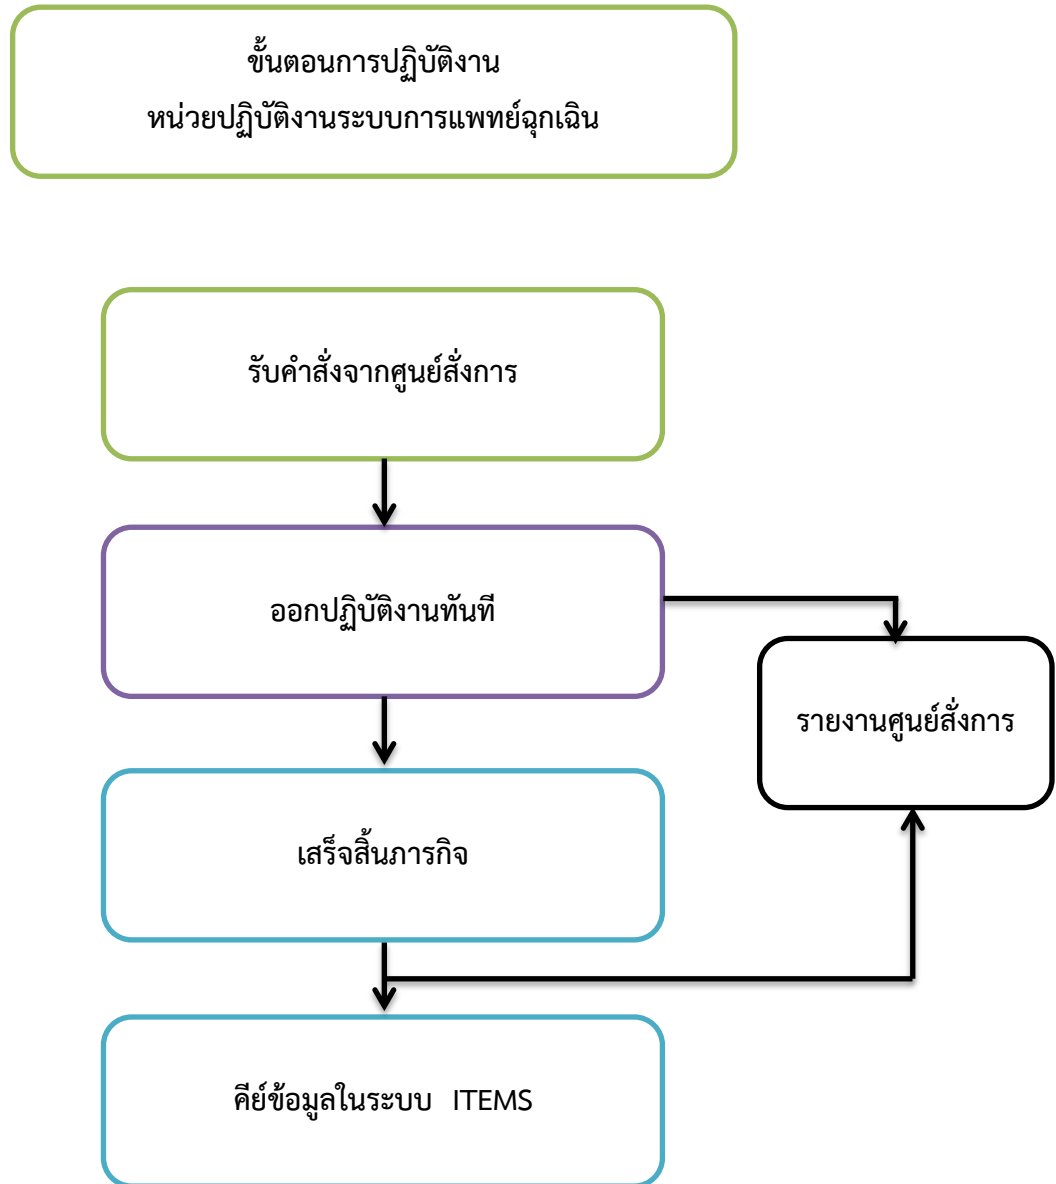 ขั้นตอนการปฏิบัติงาน
หน่วยปฏิบัติงานระบบการแพทย์ฉุกเฉิน
รับคำสั่งจากศูนย์สั่งการ
ออกปฏิบัติงานทันที
รายงานศูนย์สั่งการ
เสร็จสิ้นภารกิจ
คีย์ข้อมูลในระบบ ITEMS